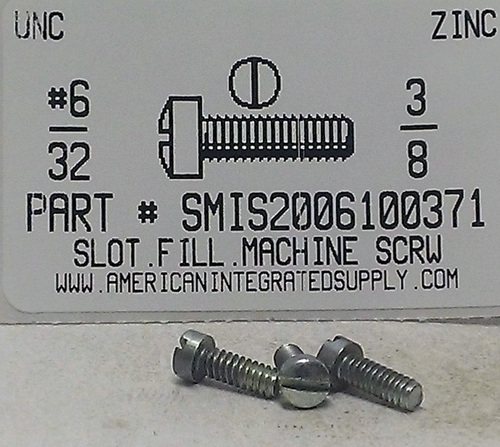 UNC ZINC
#6 3
32 8
PART # SMIS2006100371
SLOT.FILL.MACHINE SCRW
WWW.AMERICANINTEGRATEDSUPPLY.COM